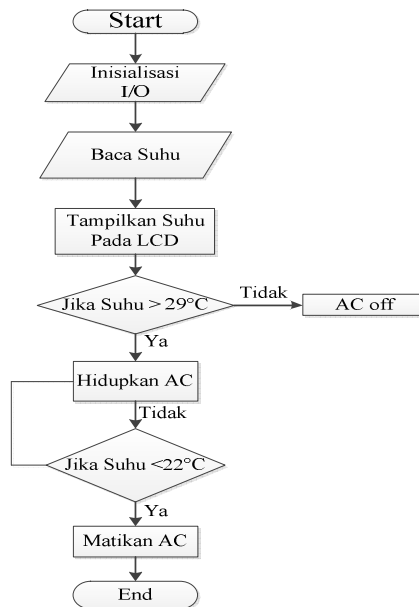 Start
Inisialisasi
I/O
Baca Suhu
Tampilkan Suhu
Pada LCD
Jika Suhu > 29°C
Tidak
AC off
Ya
Hidupkan AC
Tidak
Jika Suhu <22°C
Ya
Matikan AC
End